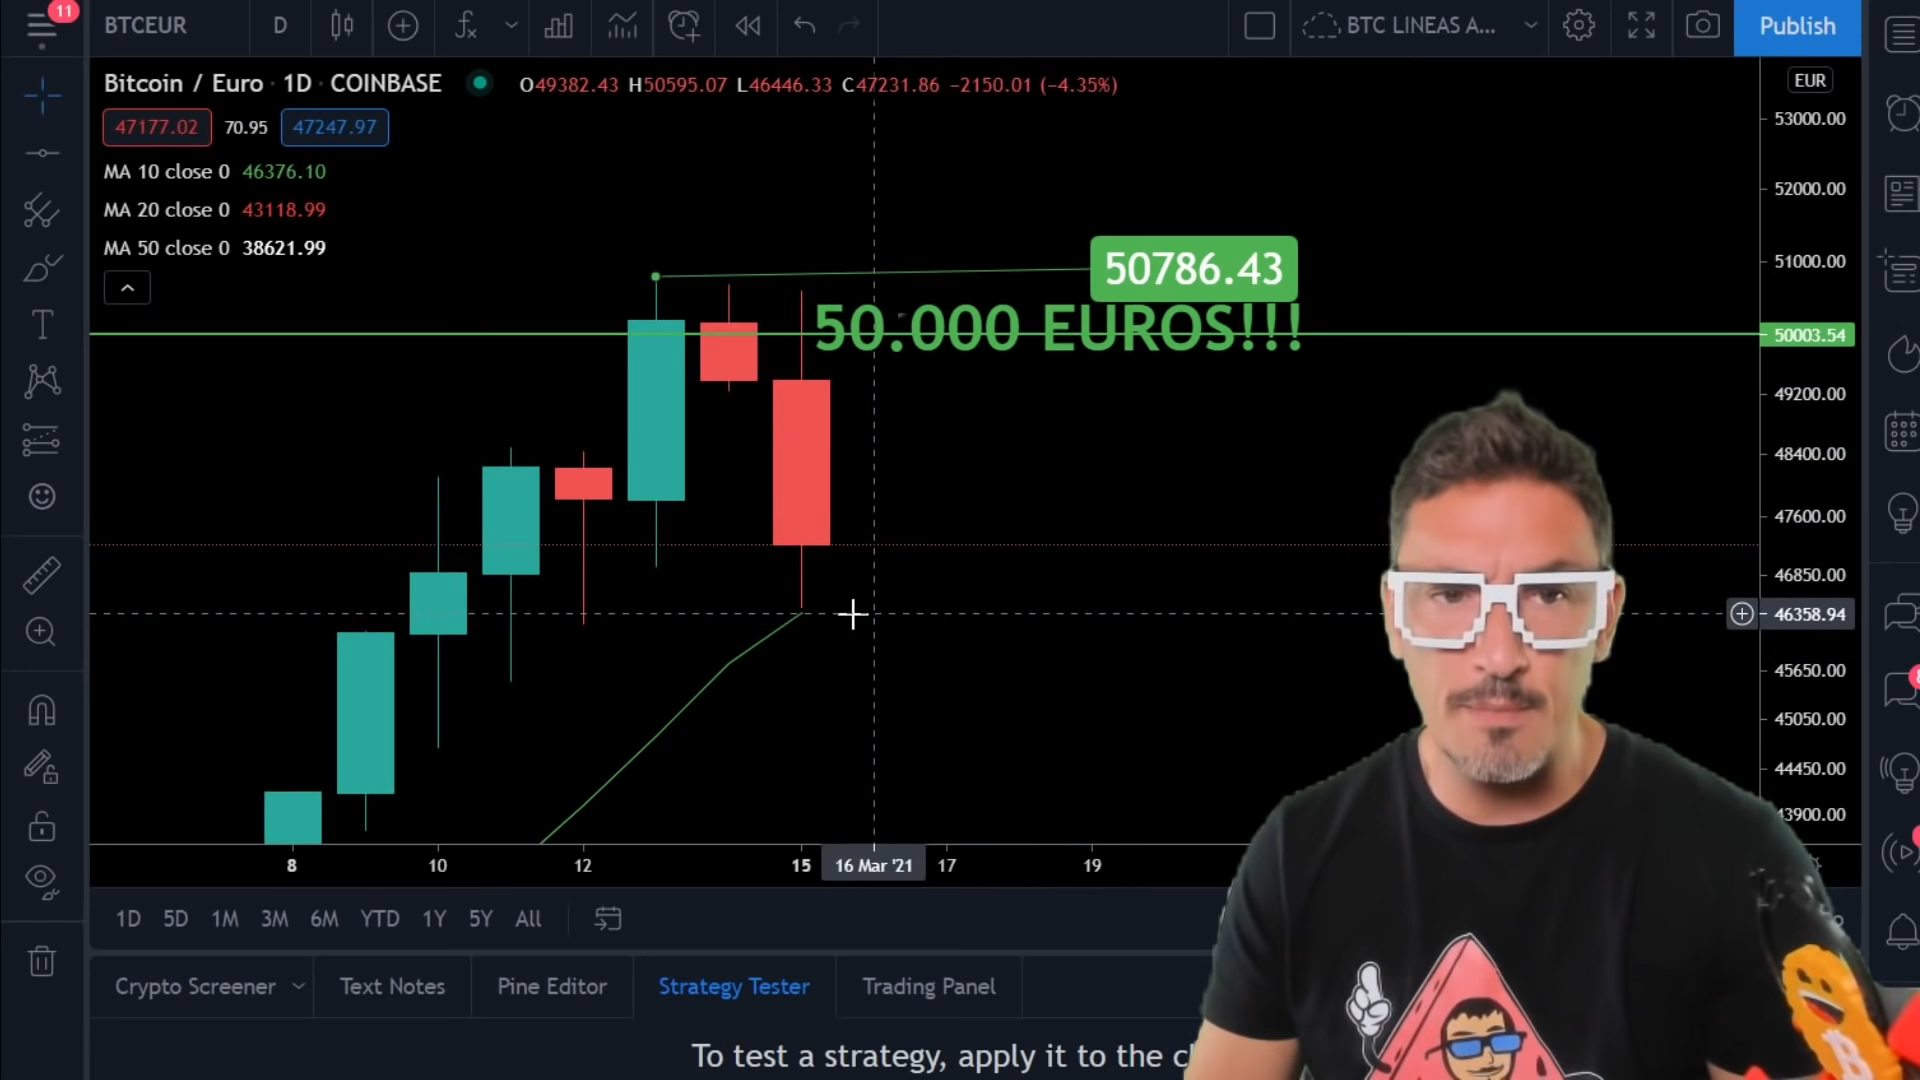 11
BTCEUR D BTC LINEAS A... Publish
Bitcoin / Euro · 1D · COINBASE O49382.43 H50595.07 L46446.33 C47231.86 −2150.01 (−4.35%) EUR
47177.02 70.95 47247.97
MA 10 close 0 46376.10
MA 20 close 0 43118.99
MA 50 close 0 38621.99
50786.43
50.000 EUROS!!!
53000.00
52000.00
51000.00
50003.54
49200.00
48400.00
47600.00
46850.00
46358.94
45650.00
45050.00
44450.00
43900.00
8 10 12 15 16 Mar '21 17 19
1D 5D 1M 3M 6M YTD 1Y 5Y All
Crypto Screener Text Notes Pine Editor Strategy Tester Trading Panel
To test a strategy, apply it to the